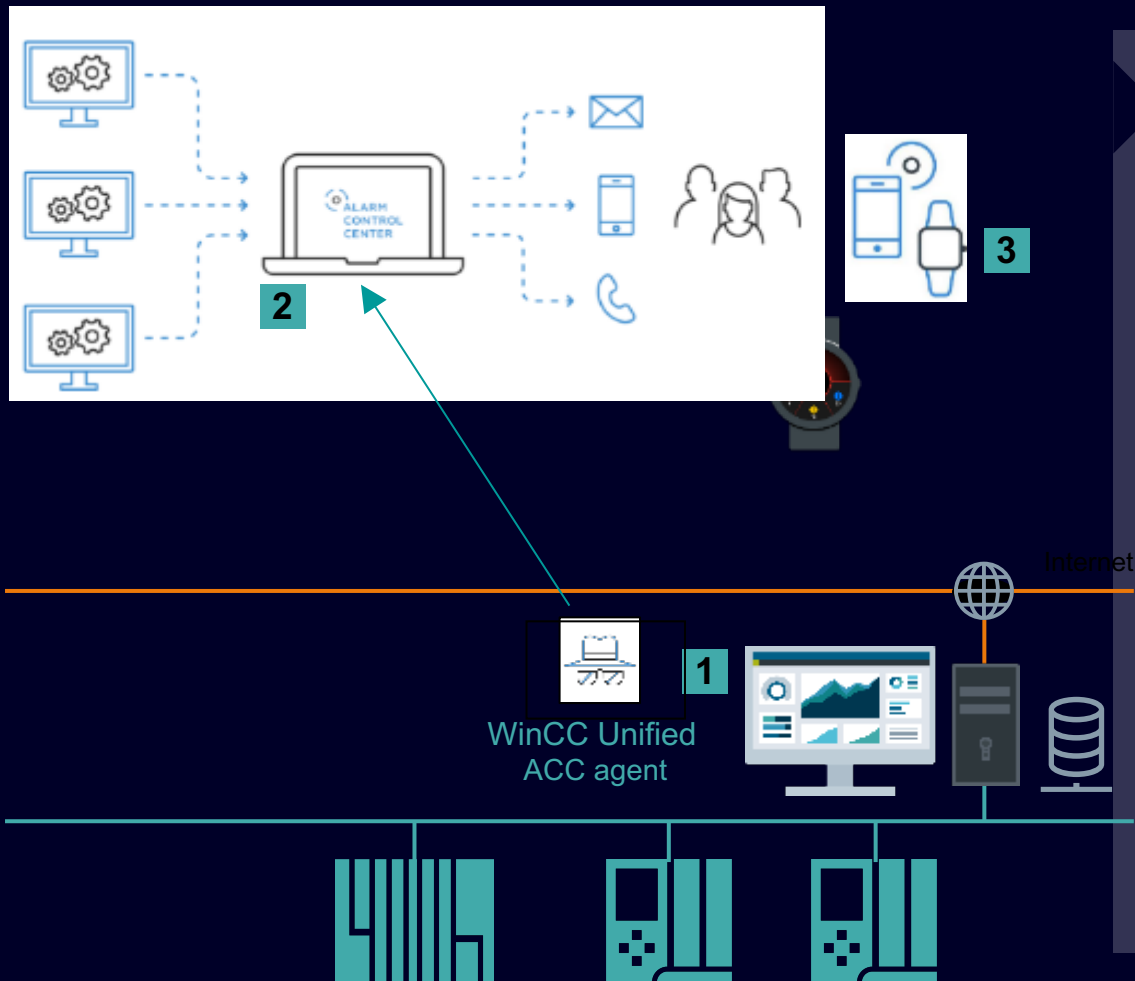 ALARM
CONTROL
CENTER
2
3
Internet
1
WinCC Unified
ACC agent